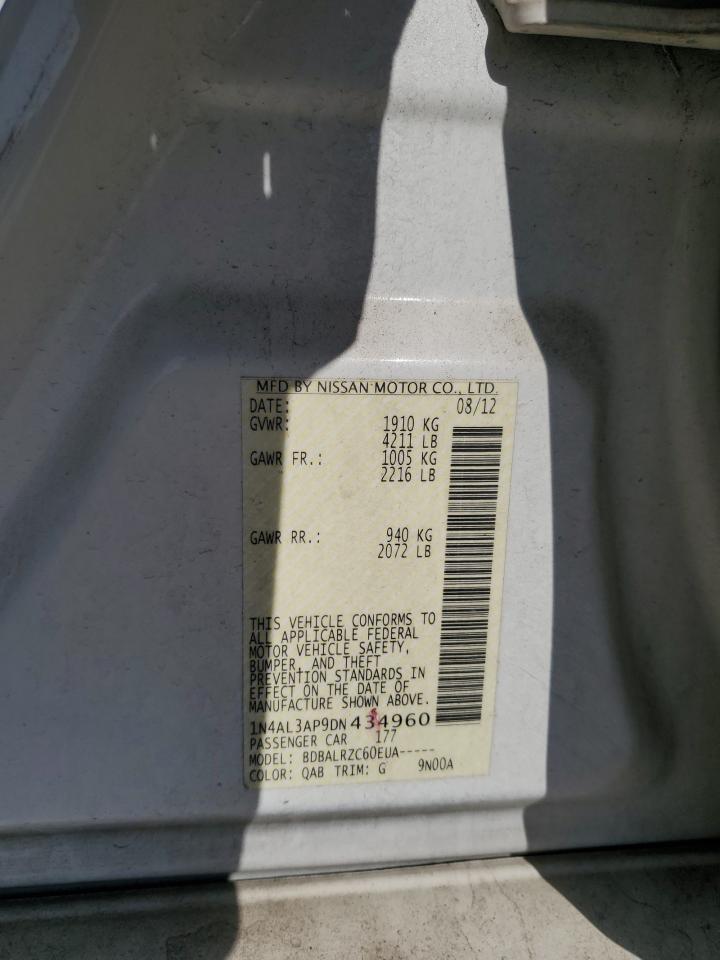 MFD BY NISSAN MOTOR CO., LTD.
DATE: 08/12
GVWR: 1910 KG
4211 LB
GAWR FR.: 1005 KG
2216 LB
GAWR RR.: 940 KG
2072 LB
THIS VEHICLE CONFORMS TO
ALL APPLICABLE FEDERAL
MOTOR VEHICLE SAFETY,
BUMPER, AND THEFT
PREVENTION STANDARDS IN
EFFECT ON THE DATE OF
MANUFACTURE SHOWN ABOVE.
1N4AL3AP9DN434960
PASSENGER CAR 177
MODEL: BDBALRZC60EUA-----
COLOR: QAB TRIM: G 9N00A